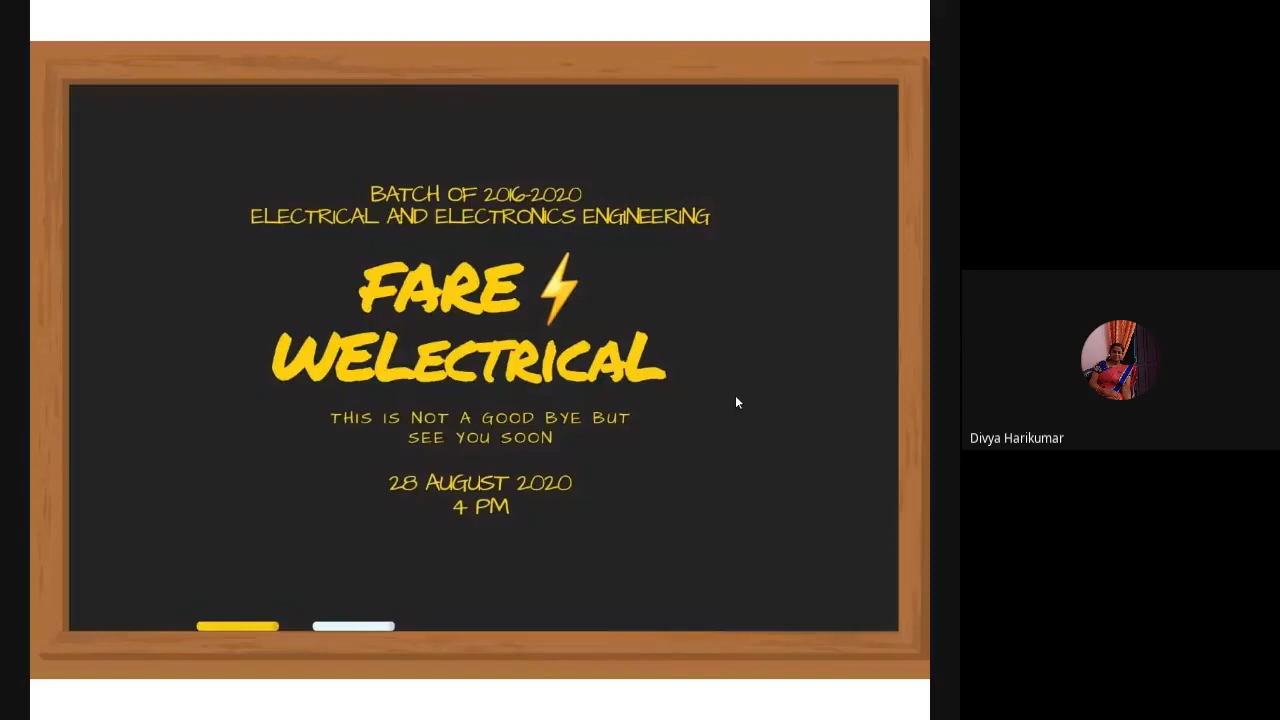 BATCH OF 2016-2020
ELECTRICAL AND ELECTRONICS ENGINEERING
FARE⚡
WELECTRICAL
THIS IS NOT A GOOD BYE BUT
SEE YOU SOON
28 AUGUST 2020
4 PM
Divya Harikumar